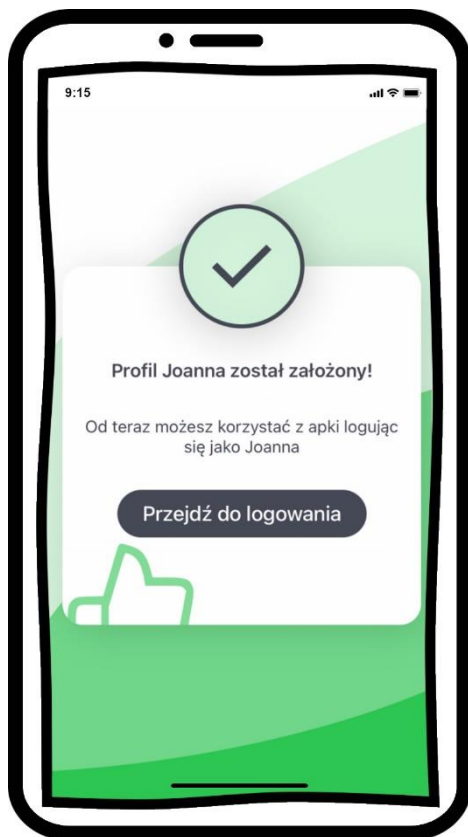 9:15
Profil Joanna został założony!
Od teraz możesz korzystać z apki logując
się jako Joanna
Przejdź do logowania